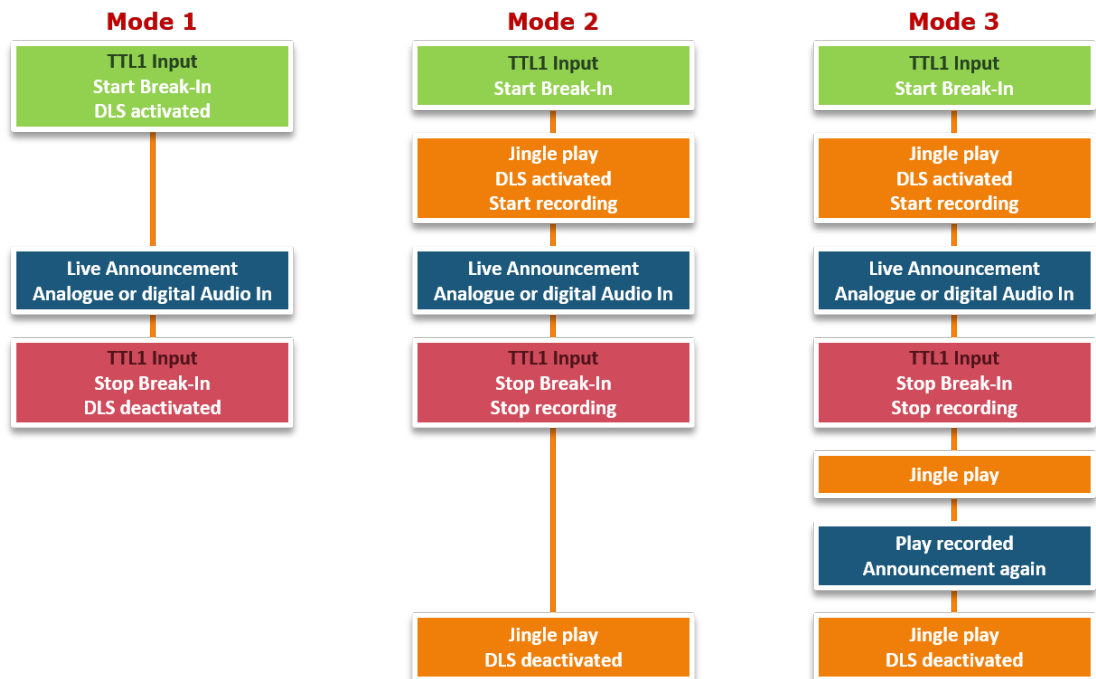 Mode 1
TTL1 Input
Start Break-In
DLS activated
Live Announcement
Analogue or digital Audio In
TTL1 Input
Stop Break-In
DLS deactivated
Mode 2
TTL1 Input
Start Break-In
Jingle play
DLS activated
Start recording
Live Announcement
Analogue or digital Audio In
TTL1 Input
Stop Break-In
Stop recording
Jingle play
DLS deactivated
Mode 3
TTL1 Input
Start Break-In
Jingle play
DLS activated
Start recording
Live Announcement
Analogue or digital Audio In
TTL1 Input
Stop Break-In
Stop recording
Jingle play
Play recorded
Announcement again
Jingle play
DLS deactivated